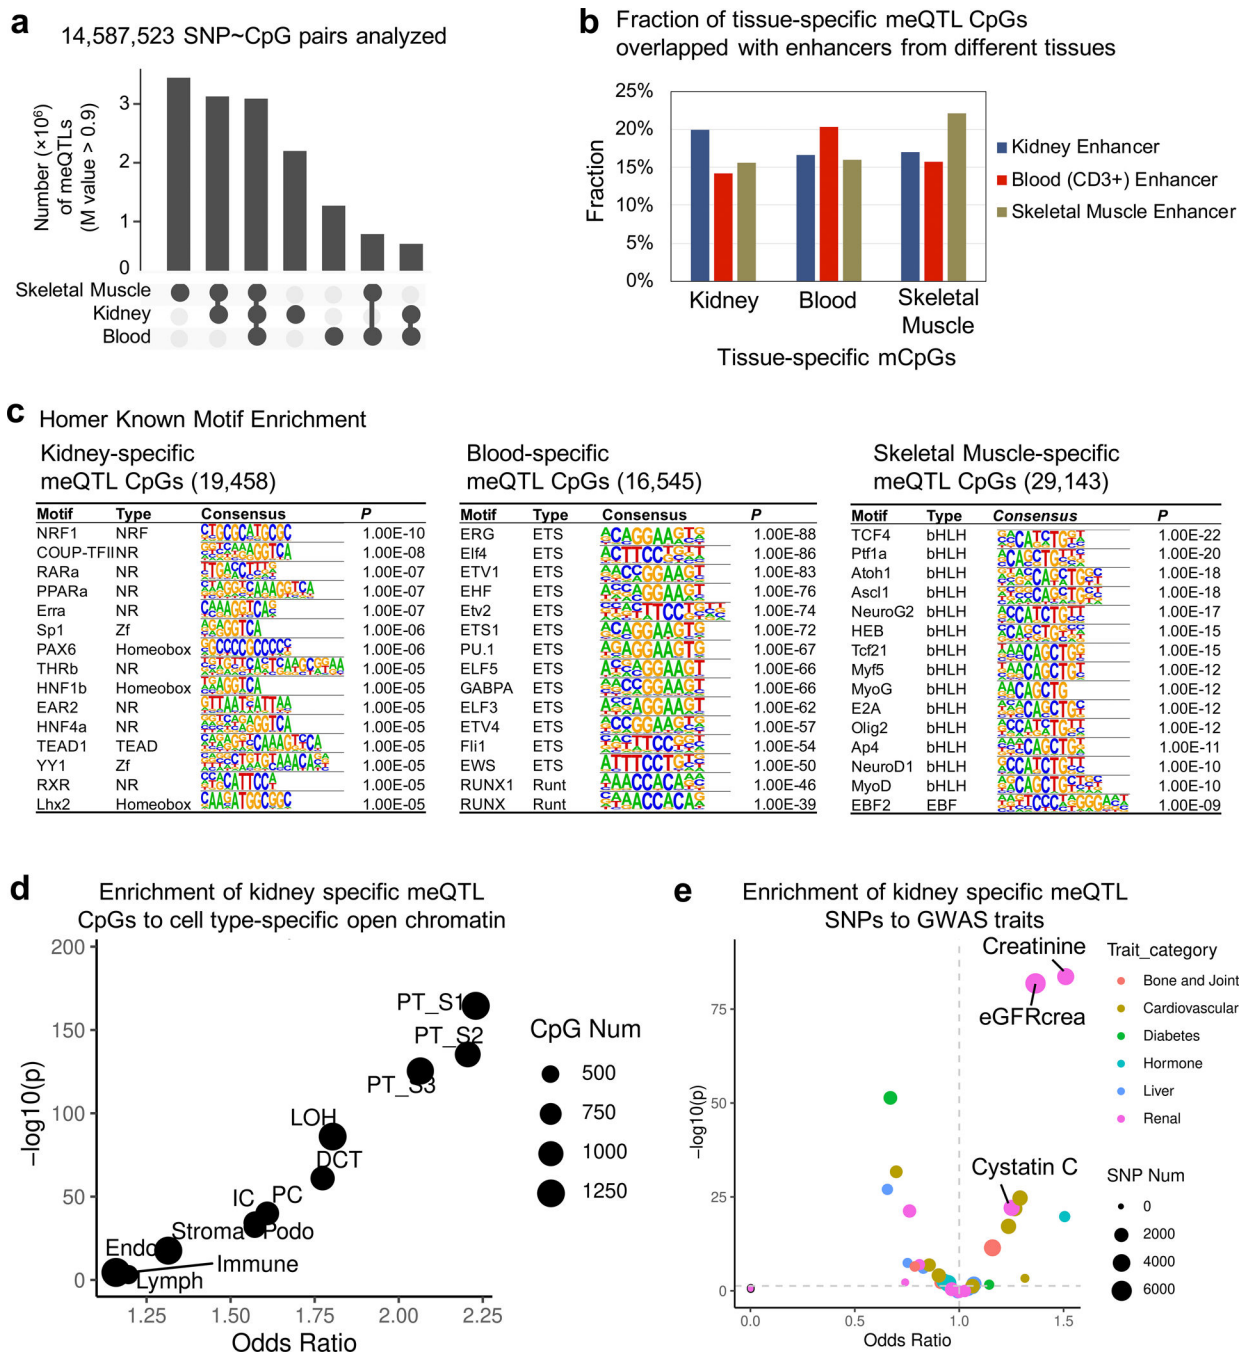 a
14,587,523 SNP~CpG pairs analyzed
Number (×10⁶)
of meQTLs
(M value > 0.9)
3
2
1
0
Skeletal Muscle
Kidney
Blood
b
Fraction of tissue-specific meQTL CpGs
overlapped with enhancers from different tissues
Fraction
25%
20%
15%
10%
5%
0%
Kidney
Blood
Skeletal
Muscle
Tissue-specific mCpGs
Kidney Enhancer
Blood (CD3+) Enhancer
Skeletal Muscle Enhancer
c
Homer Known Motif Enrichment
Kidney-specific
meQTL CpGs (19,458)
Motif Type Consensus P
NRF1 NRF 1.00E-10
COUP-TFII NR 1.00E-08
RARa NR 1.00E-07
PPARa NR 1.00E-07
Erra NR 1.00E-07
Sp1 Zf 1.00E-06
PAX6 Homeobox 1.00E-06
THRb NR 1.00E-05
HNF1b Homeobox 1.00E-05
EAR2 NR 1.00E-05
HNF4a NR 1.00E-05
TEAD1 TEAD 1.00E-05
YY1 Zf 1.00E-05
RXR NR 1.00E-05
Lhx2 Homeobox 1.00E-05
Blood-specific
meQTL CpGs (16,545)
Motif Type Consensus P
ERG ETS 1.00E-88
Elf4 ETS 1.00E-86
ETV1 ETS 1.00E-83
EHF ETS 1.00E-76
Etv2 ETS 1.00E-74
ETS1 ETS 1.00E-72
PU.1 ETS 1.00E-67
ELF5 ETS 1.00E-66
GABPA ETS 1.00E-66
ELF3 ETS 1.00E-62
ETV4 ETS 1.00E-57
Fli1 ETS 1.00E-54
EWS ETS 1.00E-50
RUNX1 Runt 1.00E-46
RUNX Runt 1.00E-39
Skeletal Muscle-specific
meQTL CpGs (29,143)
Motif Type Consensus P
TCF4 bHLH 1.00E-22
Ptf1a bHLH 1.00E-20
Atoh1 bHLH 1.00E-18
Ascl1 bHLH 1.00E-18
NeuroG2 bHLH 1.00E-17
HEB bHLH 1.00E-15
Tcf21 bHLH 1.00E-15
Myf5 bHLH 1.00E-12
MyoG bHLH 1.00E-12
E2A bHLH 1.00E-12
Olig2 bHLH 1.00E-12
Ap4 bHLH 1.00E-11
NeuroD1 bHLH 1.00E-10
MyoD bHLH 1.00E-10
EBF2 EBF 1.00E-09
d
Enrichment of kidney specific meQTL
CpGs to cell type-specific open chromatin
−log10(p)
200
150
100
50
0
PT_S1
PT_S2
PT_S3
LOH
DCT
IC PC
Stroma Podo
Endo
Immune
Lymph
1.25 1.50 1.75 2.00 2.25
Odds Ratio
CpG Num
500
750
1000
1250
e
Enrichment of kidney specific meQTL
SNPs to GWAS traits
−log10(p)
75
50
25
0
Creatinine
eGFRcrea
Cystatin C
0.0 0.5 1.0 1.5
Odds Ratio
Trait_category
Bone and Joint
Cardiovascular
Diabetes
Hormone
Liver
Renal
SNP Num
0
2000
4000
6000